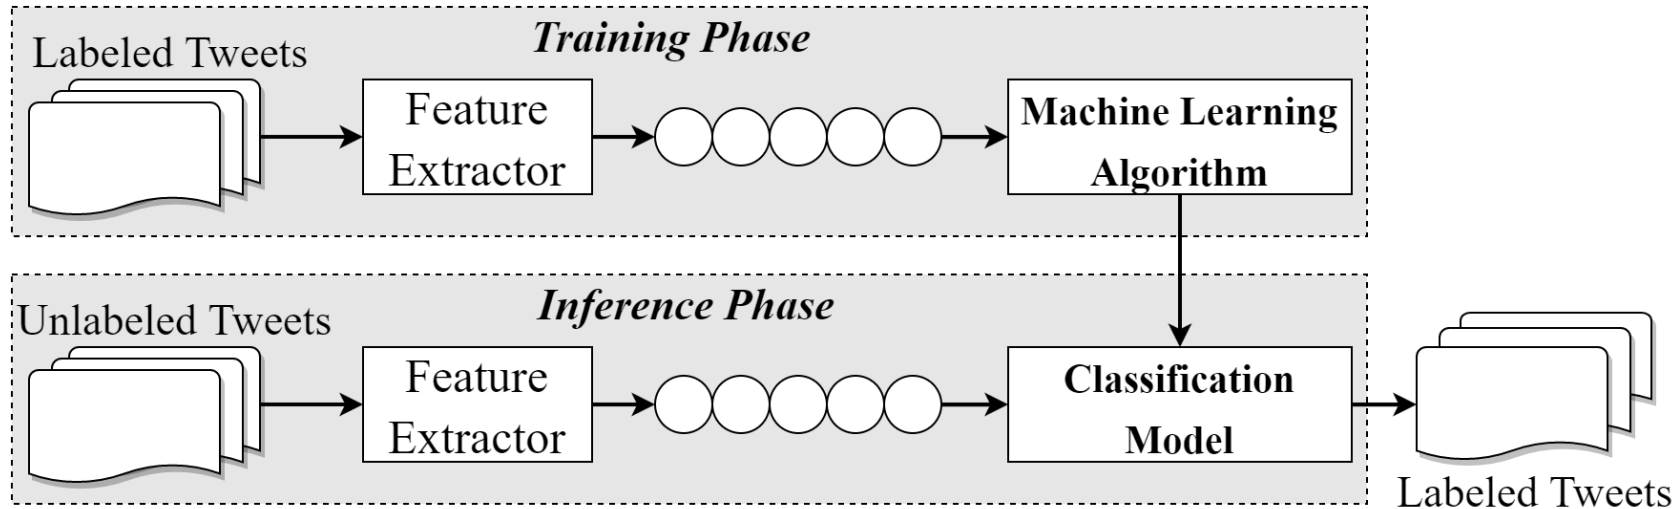 Training Phase
Labeled Tweets
Feature
Extractor
Machine Learning
Algorithm
Inference Phase
Unlabeled Tweets
Feature
Extractor
Classification
Model
Labeled Tweets